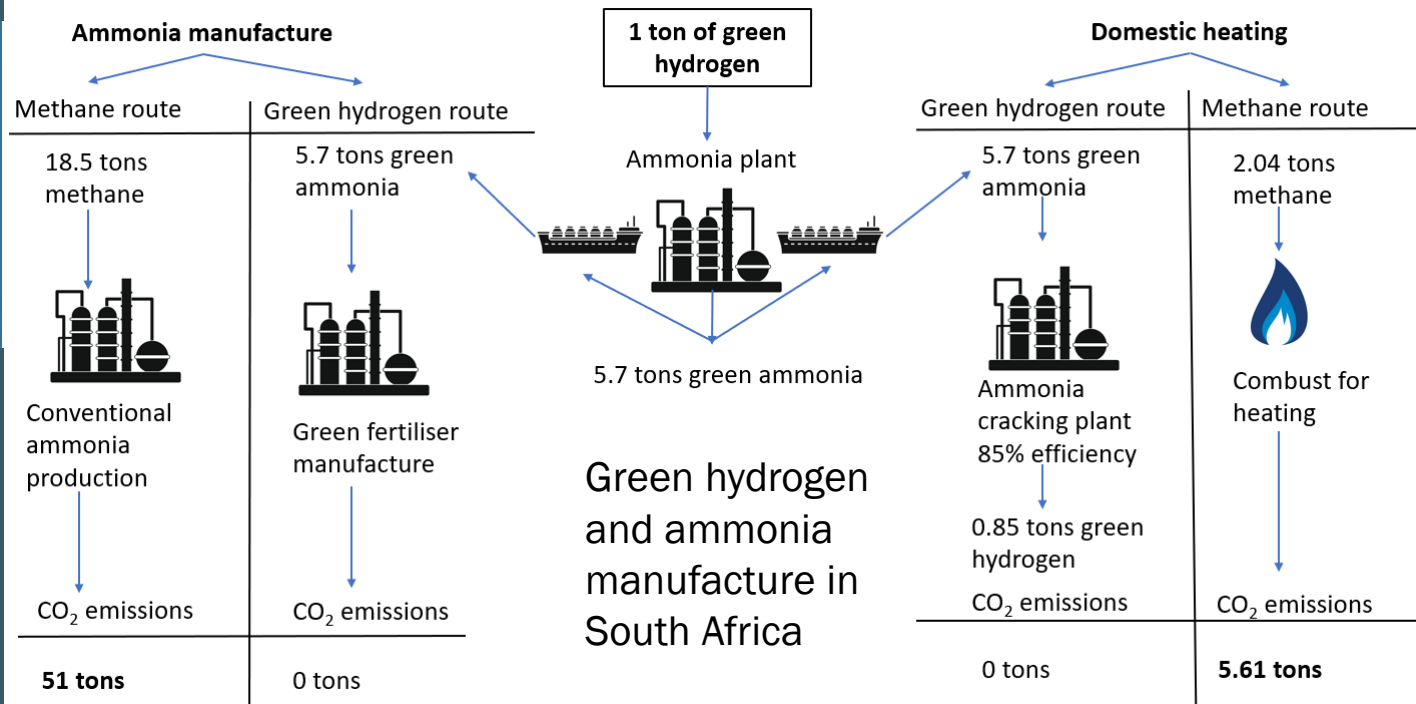 Ammonia manufacture
Methane route
Green hydrogen route
18.5 tons
methane
5.7 tons green
ammonia
Conventional
ammonia
production
Green fertiliser
manufacture
CO₂ emissions
CO₂ emissions
51 tons
0 tons
1 ton of green
hydrogen
Ammonia plant
5.7 tons green ammonia
Green hydrogen
and ammonia
manufacture in
South Africa
Domestic heating
Green hydrogen route
Methane route
5.7 tons green
ammonia
2.04 tons
methane
Ammonia
cracking plant
85% efficiency
Combust for
heating
0.85 tons green
hydrogen
CO₂ emissions
CO₂ emissions
0 tons
5.61 tons